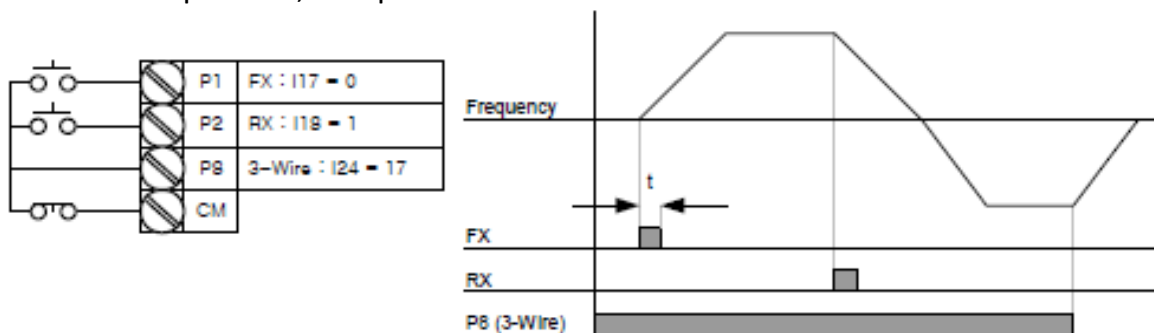 P1 FX : I17 = 0
P2 RX : I18 = 1
P8 3-Wire : I24 = 17
CM
Frequency
t
FX
RX
P8 (3-Wire)